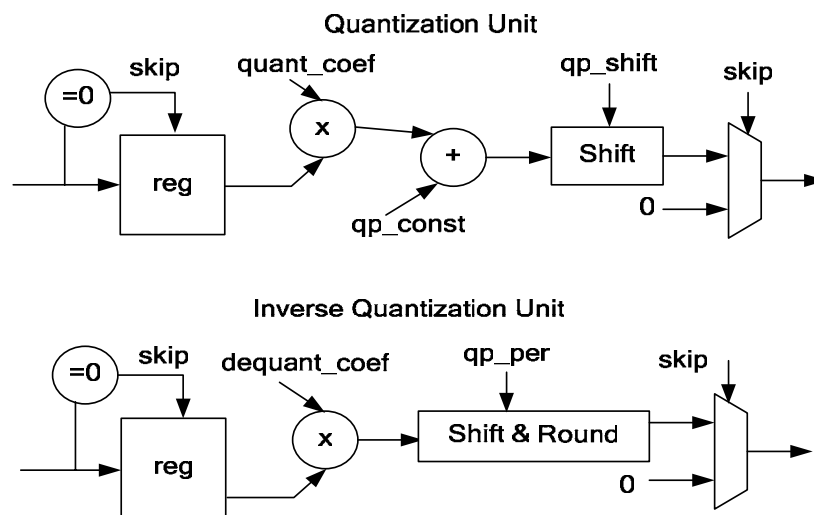 Quantization Unit
skip
quant_coef
qp_shift
skip
=0
x
+
Shift
reg
0
qp_const
Inverse Quantization Unit
skip
dequant_coef
qp_per
skip
=0
x
Shift & Round
reg
0